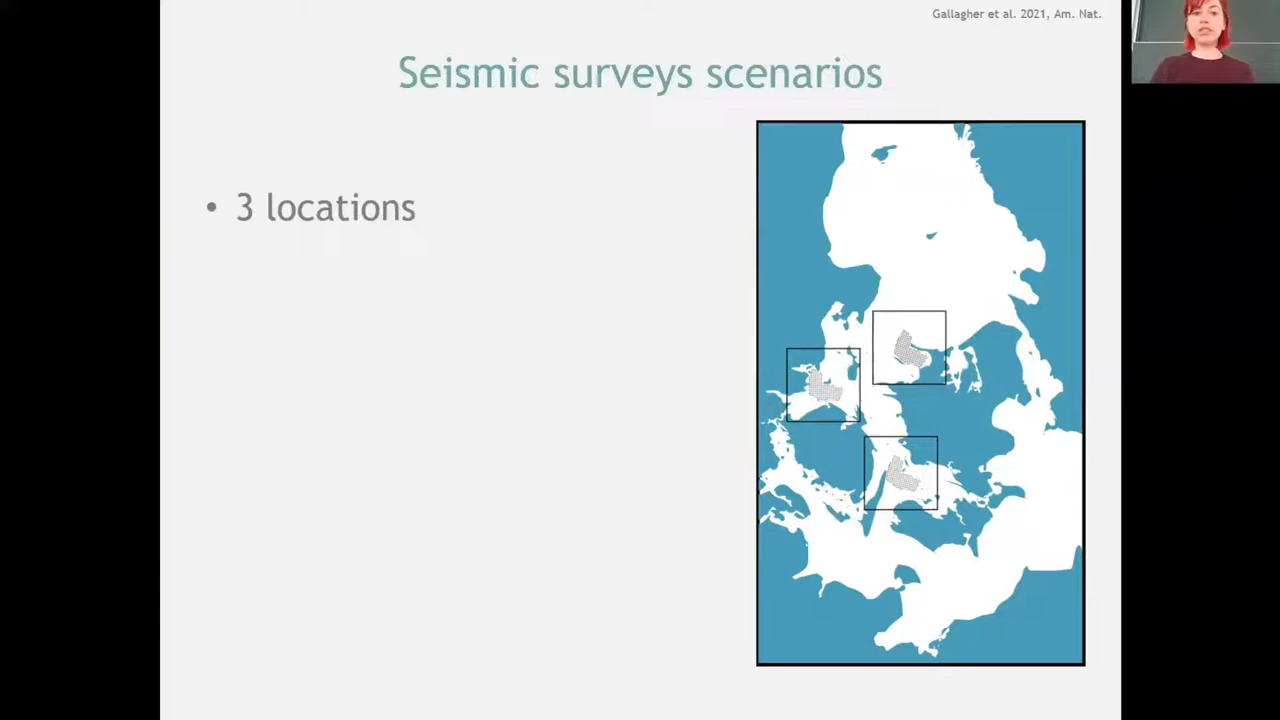 Gallagher et al. 2021, Am. Nat.
Seismic surveys scenarios
• 3 locations